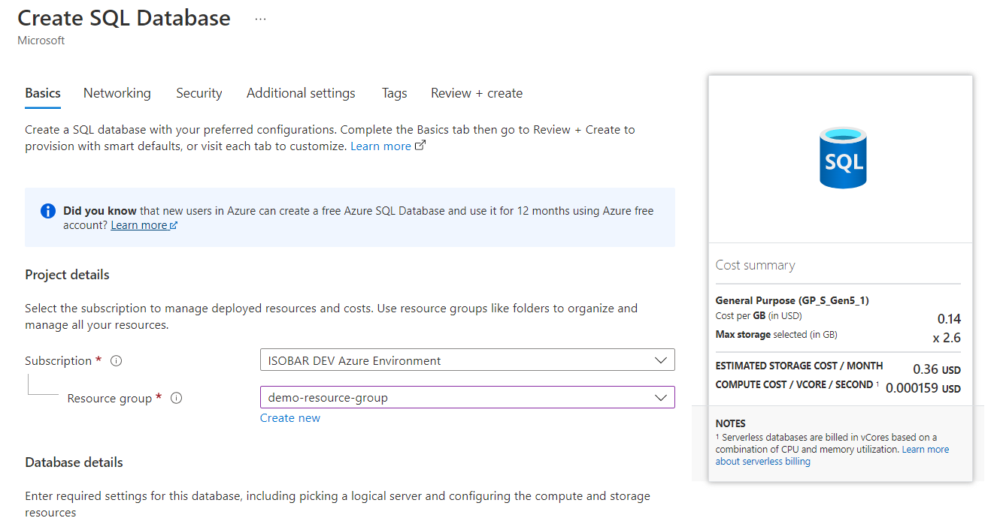 Create SQL Database ...
Microsoft
Basics Networking Security Additional settings Tags Review + create
Create a SQL database with your preferred configurations. Complete the Basics tab then go to Review + Create to
provision with smart defaults, or visit each tab to customize. Learn more
Did you know that new users in Azure can create a free Azure SQL Database and use it for 12 months using Azure free
account? Learn more
Project details
Select the subscription to manage deployed resources and costs. Use resource groups like folders to organize and
manage all your resources.
Subscription *
ISOBAR DEV Azure Environment
Resource group *
demo-resource-group
Create new
Database details
Enter required settings for this database, including picking a logical server and configuring the compute and storage
resources
SQL
Cost summary
General Purpose (GP_S_Gen5_1)
Cost per GB (in USD) 0.14
Max storage selected (in GB) x 2.6
ESTIMATED STORAGE COST / MONTH 0.36 USD
COMPUTE COST / VCORE / SECOND ¹ 0.000159 USD
NOTES
¹ Serverless databases are billed in vCores based on a
combination of CPU and memory utilization. Learn more
about serverless billing